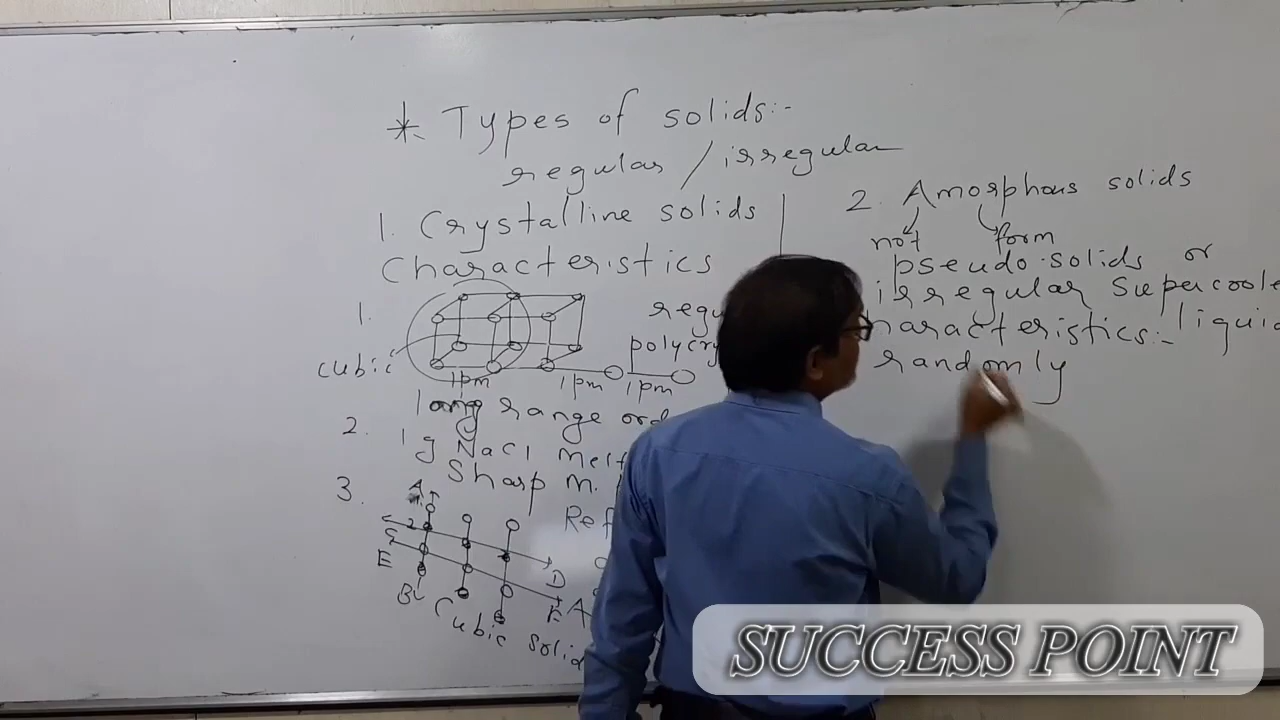 * Types of solids:-
regular / irregular
1. Crystalline solids
Characteristics
1.
regu
polycry
cubic
1pm 1pm 1pm
long range ord
2. 1g NaCl Melt
Sharp m.
3.
A
Ref
E
B
D
F A
Cubic solid
2. Amorphous solids
not form
pseudo solids or
irregular supercoole
haracteristics:- liquid
randomly
SUCCESS POINT